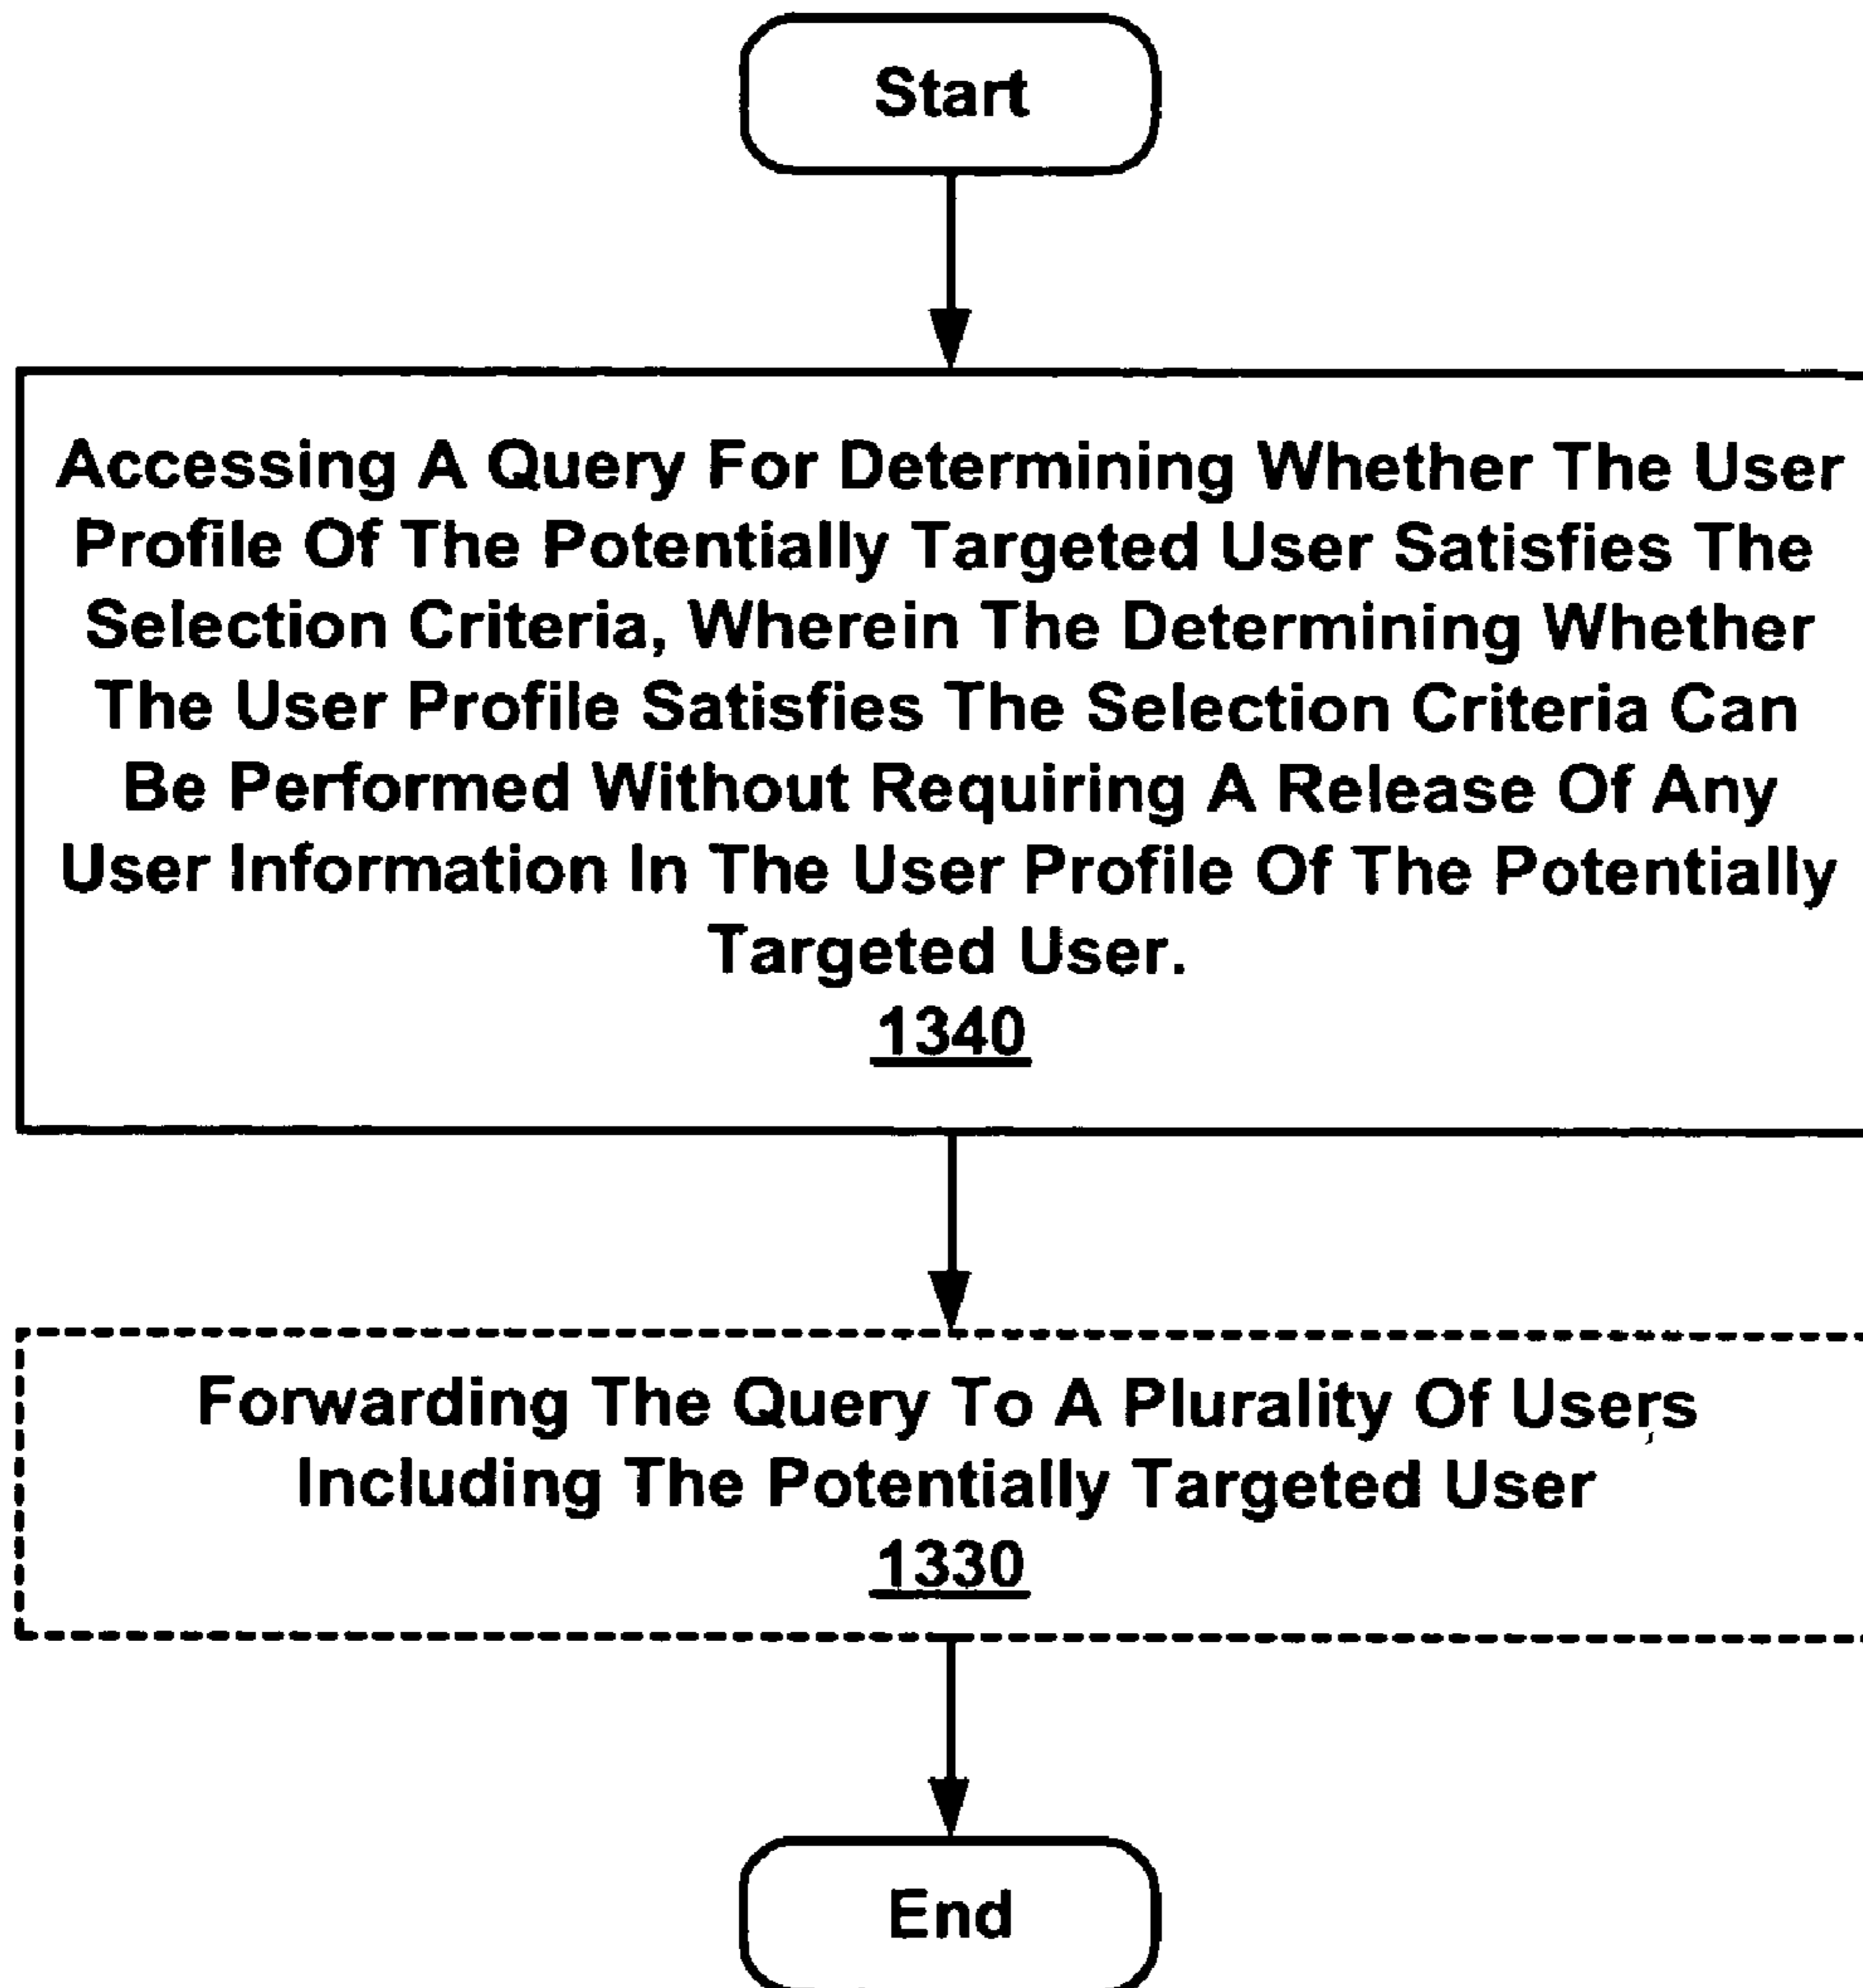 Start
Accessing A Query For Determining Whether The User
Profile Of The Potentially Targeted User Satisfies The
Selection Criteria, Wherein The Determining Whether
The User Profile Satisfies The Selection Criteria Can
Be Performed Without Requiring A Release Of Any
User Information In The User Profile Of The Potentially
Targeted User.
1340
Forwarding The Query To A Plurality Of Users
Including The Potentially Targeted User
1330
End